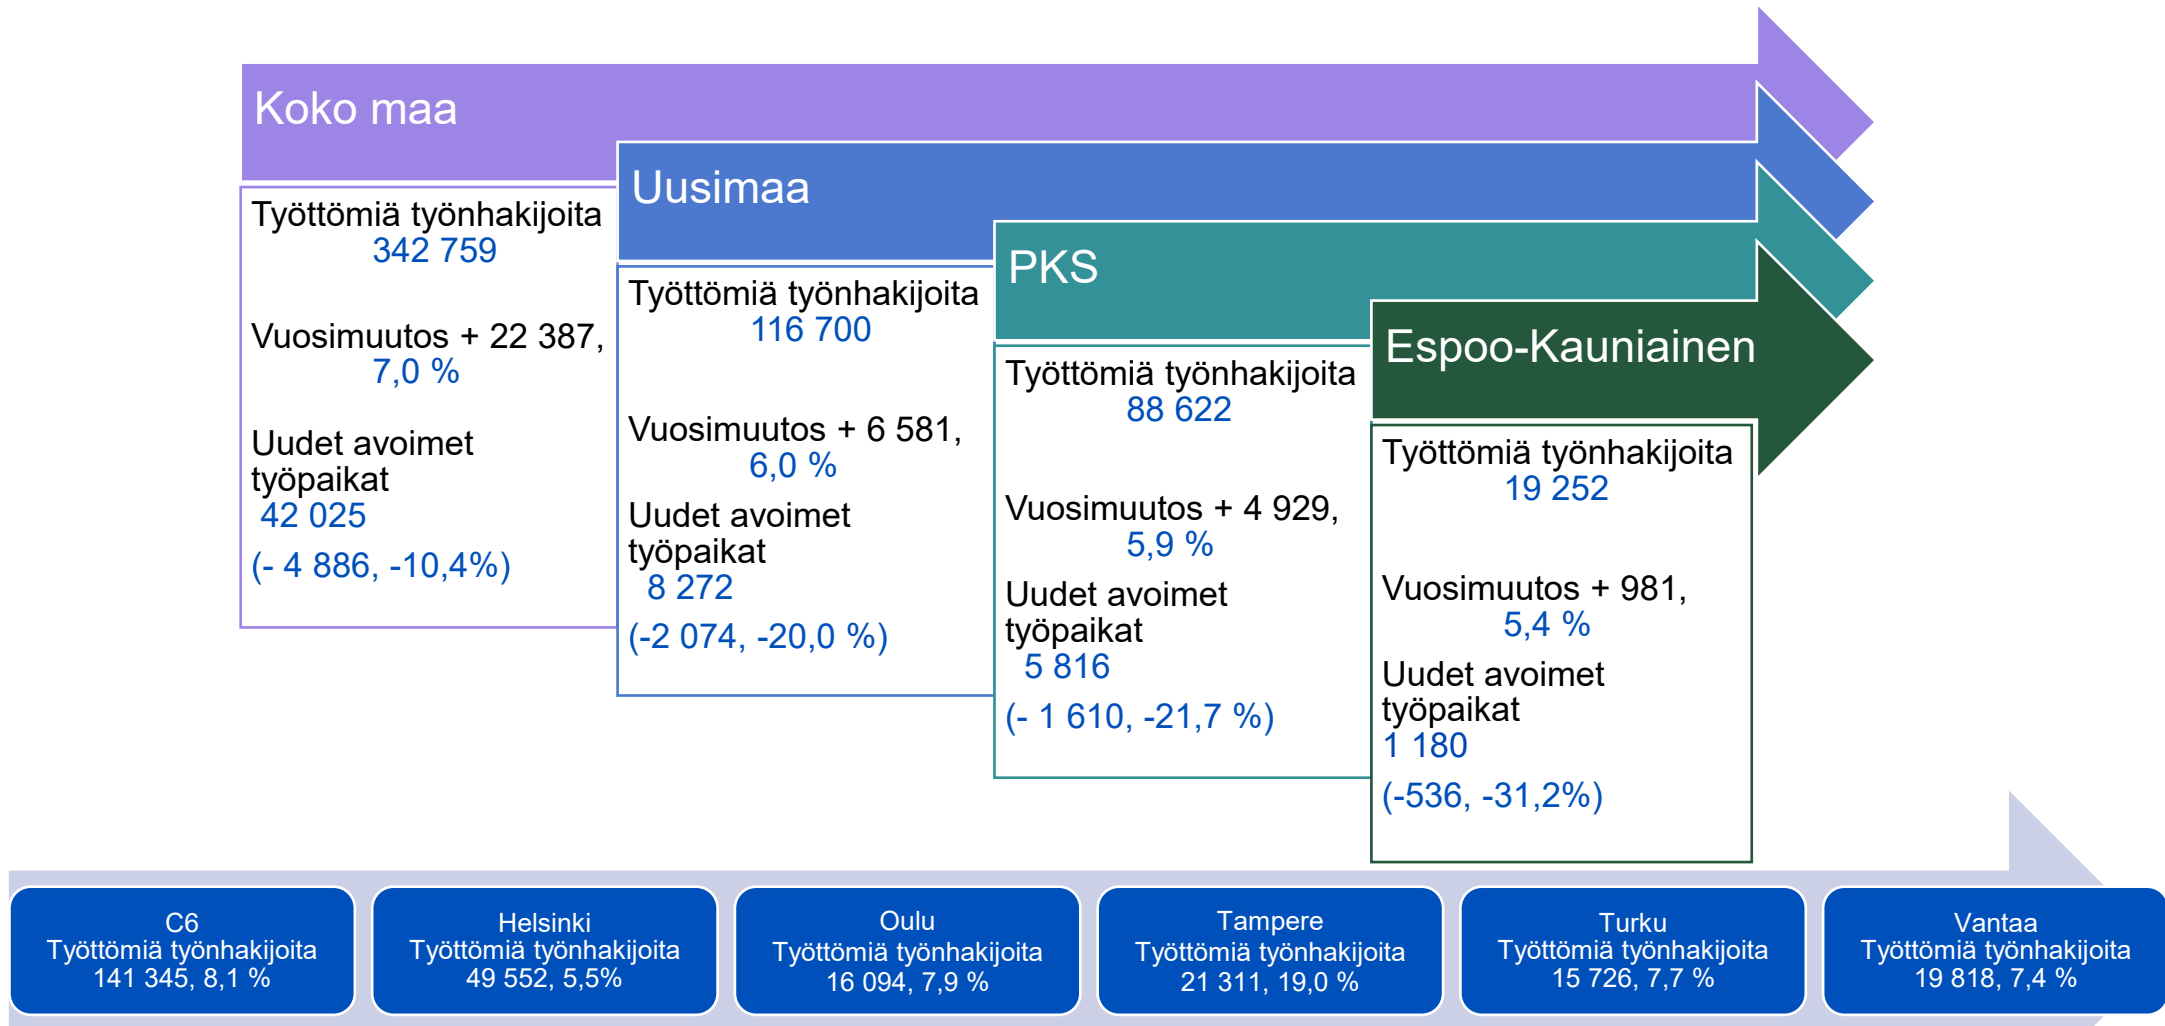 Koko maa
Työttömiä työnhakijoita
342 759
Vuosimuutos + 22 387,
7,0 %
Uudet avoimet
työpaikat
42 025
(- 4 886, -10,4%)
Uusimaa
Työttömiä työnhakijoita
116 700
Vuosimuutos + 6 581,
6,0 %
Uudet avoimet
työpaikat
8 272
(-2 074, -20,0 %)
PKS
Työttömiä työnhakijoita
88 622
Vuosimuutos + 4 929,
5,9 %
Uudet avoimet
työpaikat
5 816
(- 1 610, -21,7 %)
Espoo-Kauniainen
Työttömiä työnhakijoita
19 252
Vuosimuutos + 981,
5,4 %
Uudet avoimet
työpaikat
1 180
(-536, -31,2%)
C6
Työttömiä työnhakijoita
141 345, 8,1 %
Helsinki
Työttömiä työnhakijoita
49 552, 5,5%
Oulu
Työttömiä työnhakijoita
16 094, 7,9 %
Tampere
Työttömiä työnhakijoita
21 311, 19,0 %
Turku
Työttömiä työnhakijoita
15 726, 7,7 %
Vantaa
Työttömiä työnhakijoita
19 818, 7,4 %